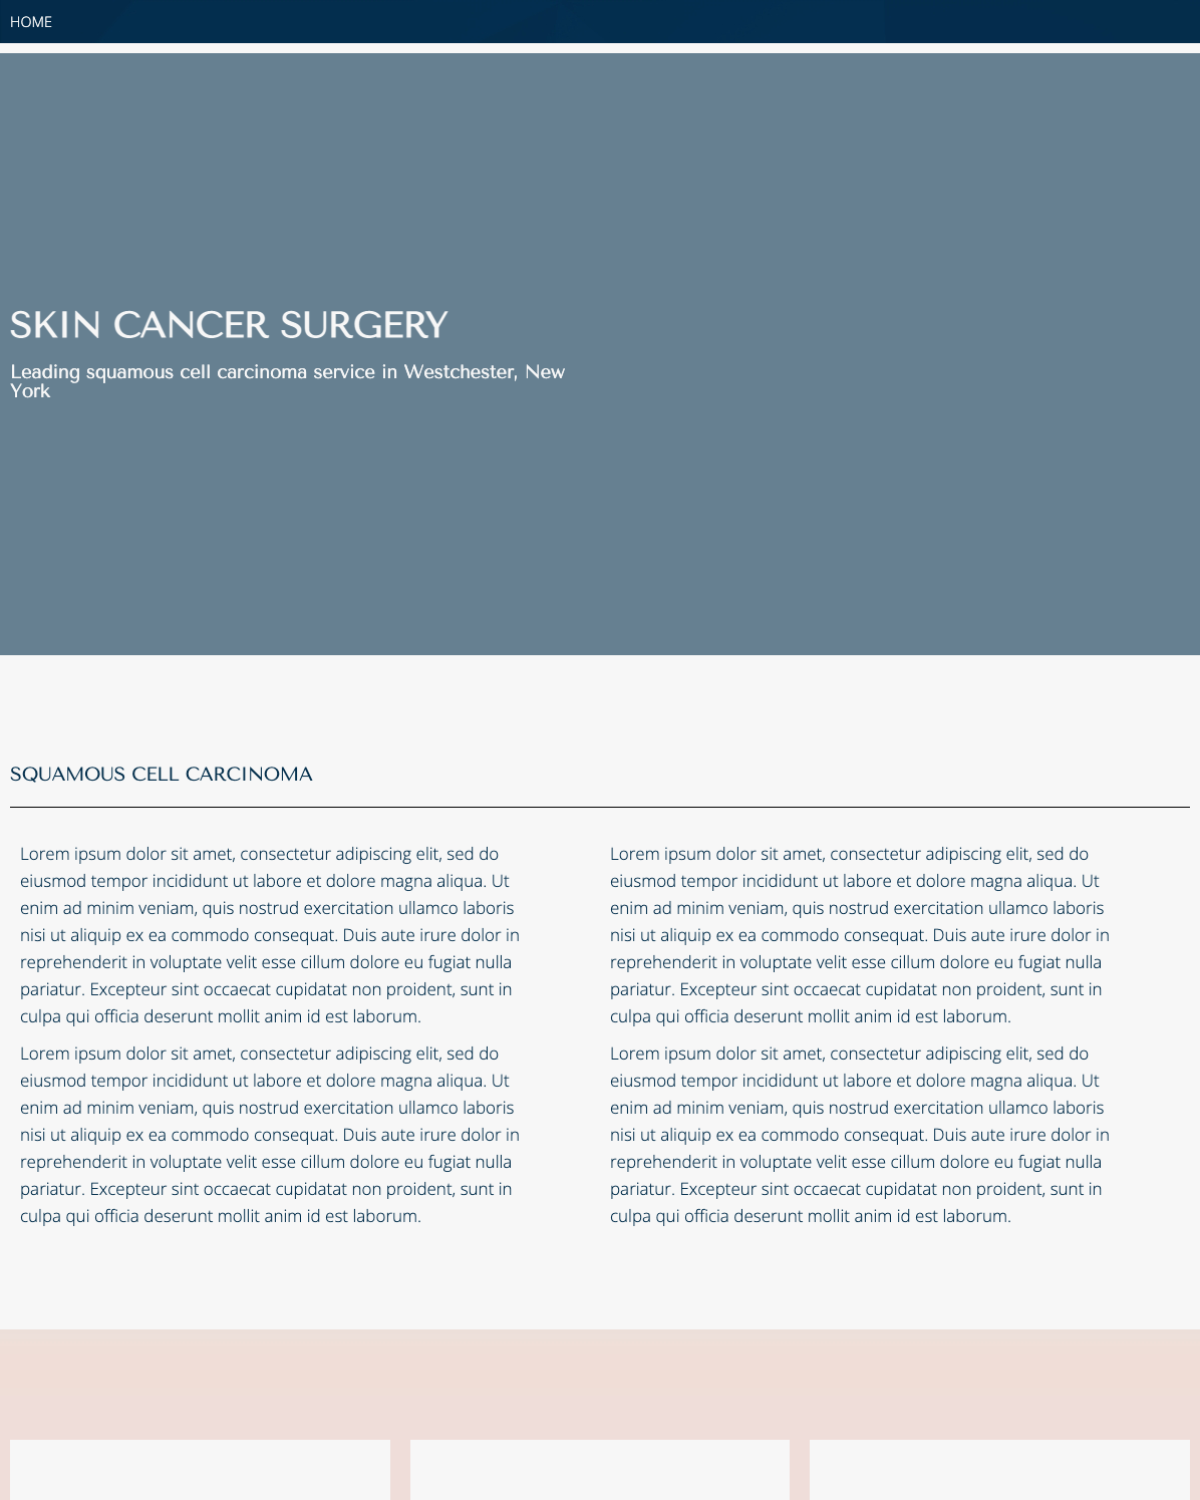 HOME
SKIN CANCER SURGERY
Leading squamous cell carcinoma service in Westchester, New
York
SQUAMOUS CELL CARCINOMA
Lorem ipsum dolor sit amet, consectetur adipiscing elit, sed do
eiusmod tempor incididunt ut labore et dolore magna aliqua. Ut
enim ad minim veniam, quis nostrud exercitation ullamco laboris
nisi ut aliquip ex ea commodo consequat. Duis aute irure dolor in
reprehenderit in voluptate velit esse cillum dolore eu fugiat nulla
pariatur. Excepteur sint occaecat cupidatat non proident, sunt in
culpa qui officia deserunt mollit anim id est laborum.
Lorem ipsum dolor sit amet, consectetur adipiscing elit, sed do
eiusmod tempor incididunt ut labore et dolore magna aliqua. Ut
enim ad minim veniam, quis nostrud exercitation ullamco laboris
nisi ut aliquip ex ea commodo consequat. Duis aute irure dolor in
reprehenderit in voluptate velit esse cillum dolore eu fugiat nulla
pariatur. Excepteur sint occaecat cupidatat non proident, sunt in
culpa qui officia deserunt mollit anim id est laborum.
Lorem ipsum dolor sit amet, consectetur adipiscing elit, sed do
eiusmod tempor incididunt ut labore et dolore magna aliqua. Ut
enim ad minim veniam, quis nostrud exercitation ullamco laboris
nisi ut aliquip ex ea commodo consequat. Duis aute irure dolor in
reprehenderit in voluptate velit esse cillum dolore eu fugiat nulla
pariatur. Excepteur sint occaecat cupidatat non proident, sunt in
culpa qui officia deserunt mollit anim id est laborum.
Lorem ipsum dolor sit amet, consectetur adipiscing elit, sed do
eiusmod tempor incididunt ut labore et dolore magna aliqua. Ut
enim ad minim veniam, quis nostrud exercitation ullamco laboris
nisi ut aliquip ex ea commodo consequat. Duis aute irure dolor in
reprehenderit in voluptate velit esse cillum dolore eu fugiat nulla
pariatur. Excepteur sint occaecat cupidatat non proident, sunt in
culpa qui officia deserunt mollit anim id est laborum.